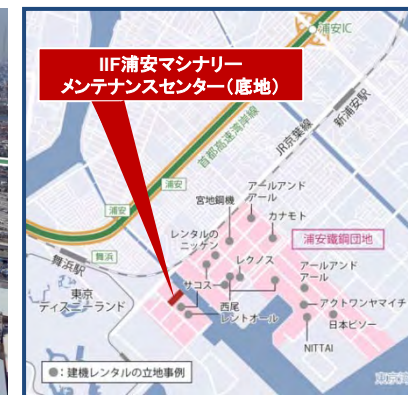 IIF浦安マシナリー
メンテナンスセンター(底地)
浦安IC
首都高速湾岸線
JR京葉線
新浦安駅
浦安
舞浜
舞浜駅
東京
ディズニーランド
宮地鋼機
アールアンド
アール
カナモト
浦安鐵鋼団地
レンタルの
ニッケン
レクノス
サコス
西尾
レントオール
アールアンド
アール
アクトワンヤマイチ
日本ビソー
NITTAI
●:建機レンタルの立地事例